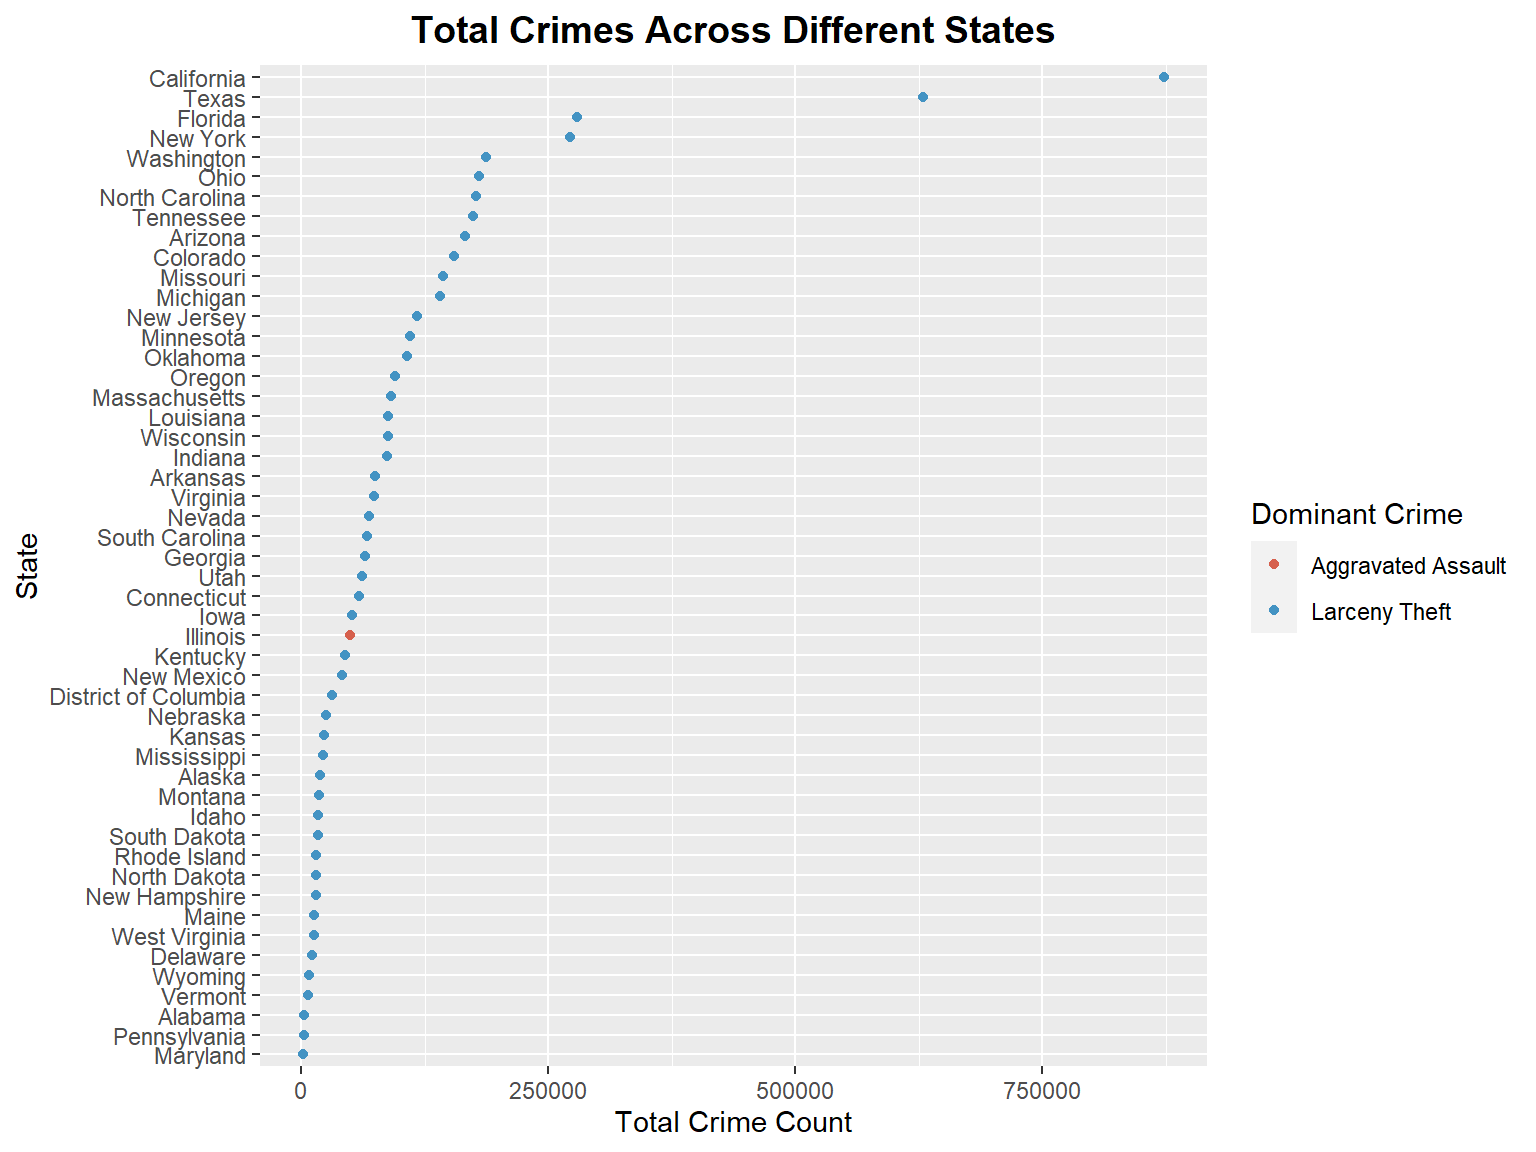 Total Crimes Across Different States
State
California
Texas
Florida
New York
Washington
Ohio
North Carolina
Tennessee
Arizona
Colorado
Missouri
Michigan
New Jersey
Minnesota
Oklahoma
Oregon
Massachusetts
Louisiana
Wisconsin
Indiana
Arkansas
Virginia
Nevada
South Carolina
Georgia
Utah
Connecticut
Iowa
Illinois
Kentucky
New Mexico
District of Columbia
Nebraska
Kansas
Mississippi
Alaska
Montana
Idaho
South Dakota
Rhode Island
North Dakota
New Hampshire
Maine
West Virginia
Delaware
Wyoming
Vermont
Alabama
Pennsylvania
Maryland
0 250000 500000 750000
Total Crime Count
Dominant Crime
Aggravated Assault
Larceny Theft